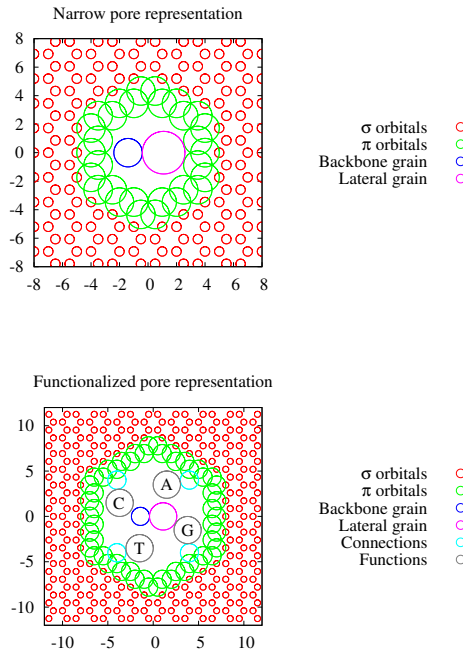 Narrow pore representation
8
6
4
2
0
-2
-4
-6
-8
-8 -6 -4 -2 0 2 4 6 8
σ orbitals
π orbitals
Backbone grain
Lateral grain
Functionalized pore representation
10
5
0
-5
-10
-10 -5 0 5 10
A
C
G
T
σ orbitals
π orbitals
Backbone grain
Lateral grain
Connections
Functions